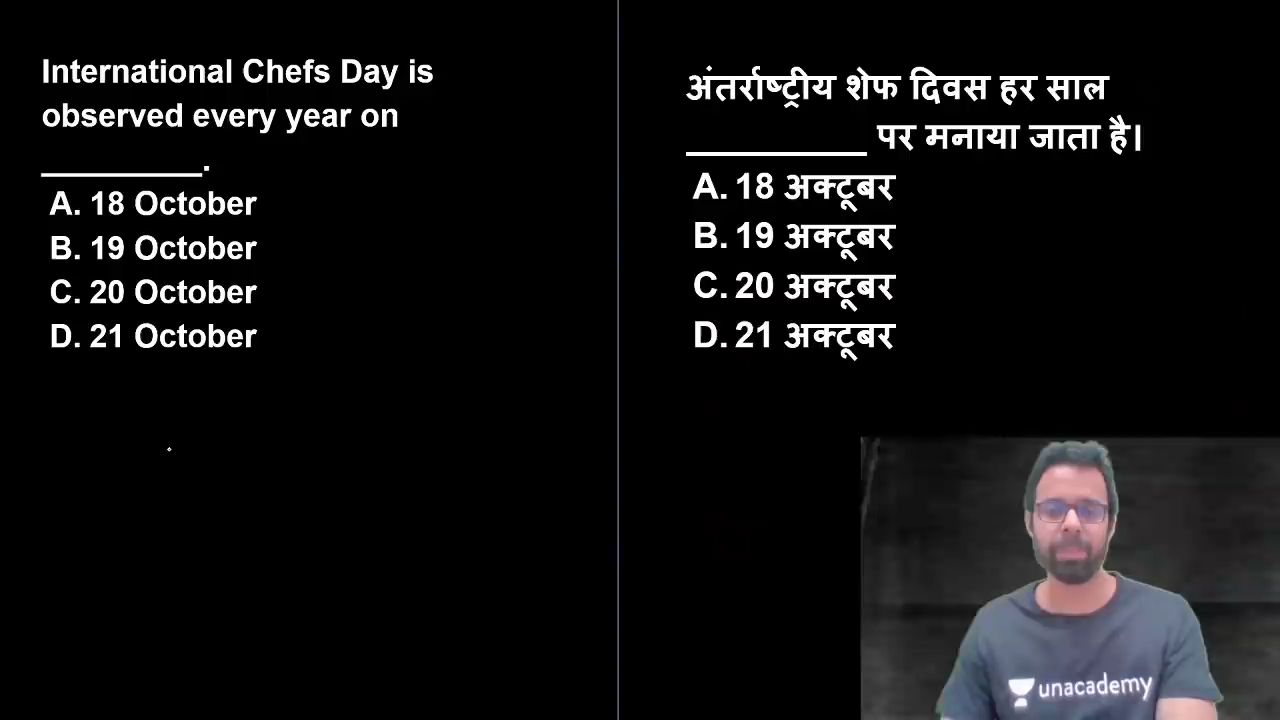 International Chefs Day is
observed every year on
_________.
A. 18 October
B. 19 October
C. 20 October
D. 21 October
अंतर्राष्ट्रीय शेफ दिवस हर साल
_________ पर मनाया जाता है।
A. 18 अक्टूबर
B. 19 अक्टूबर
C. 20 अक्टूबर
D. 21 अक्टूबर
unacademy